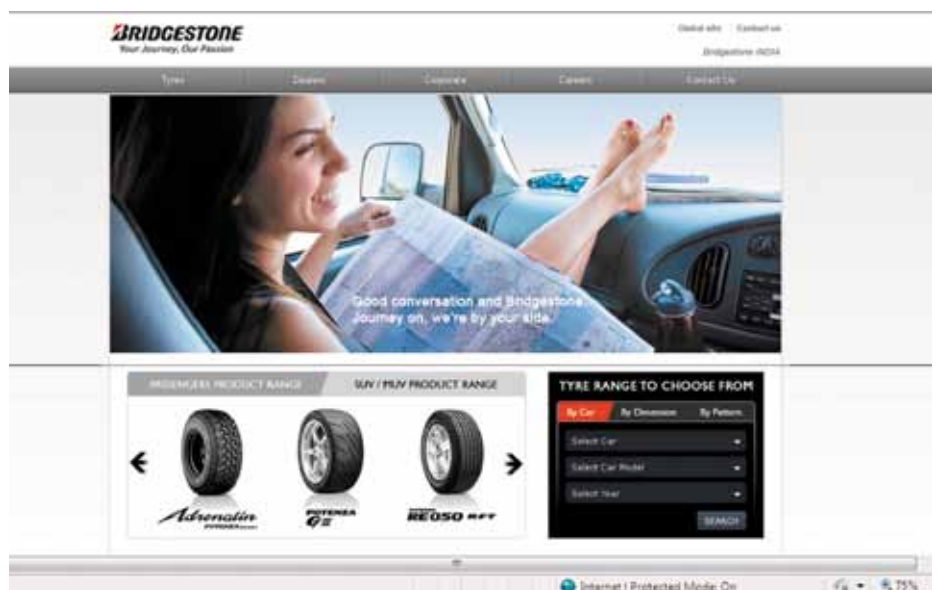 BRIDGESTONE
Your Journey, Our Passion
Global site Contact us
Bridgestone INDIA
Tyres Dealers Corporate Careers Contact Us
Good conversation and Bridgestone.
Journey on, we're by your side.
PASSENGERS PRODUCT RANGE SUV / MUV PRODUCT RANGE
TYRE RANGE TO CHOOSE FROM
By Car By Dimension By Pattern
Select Car
Select Car Model
Select Year
SEARCH
Adrenalin
POTENZA
RE050 RFT
Internet | Protected Mode: On 75%